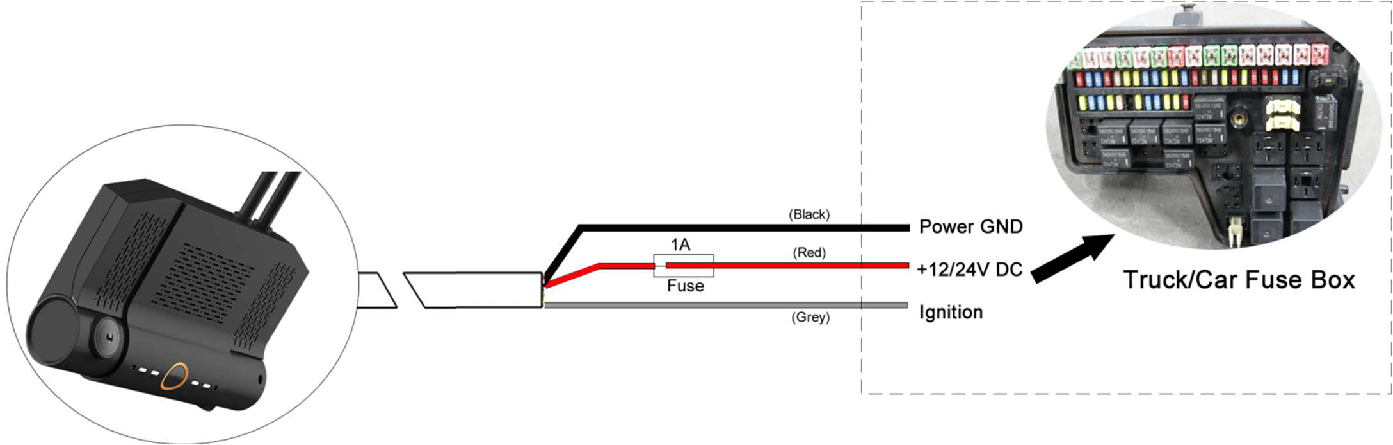 (Black)
Power GND
1A
(Red)
+12/24V DC
Fuse
Truck/Car Fuse Box
(Grey)
Ignition